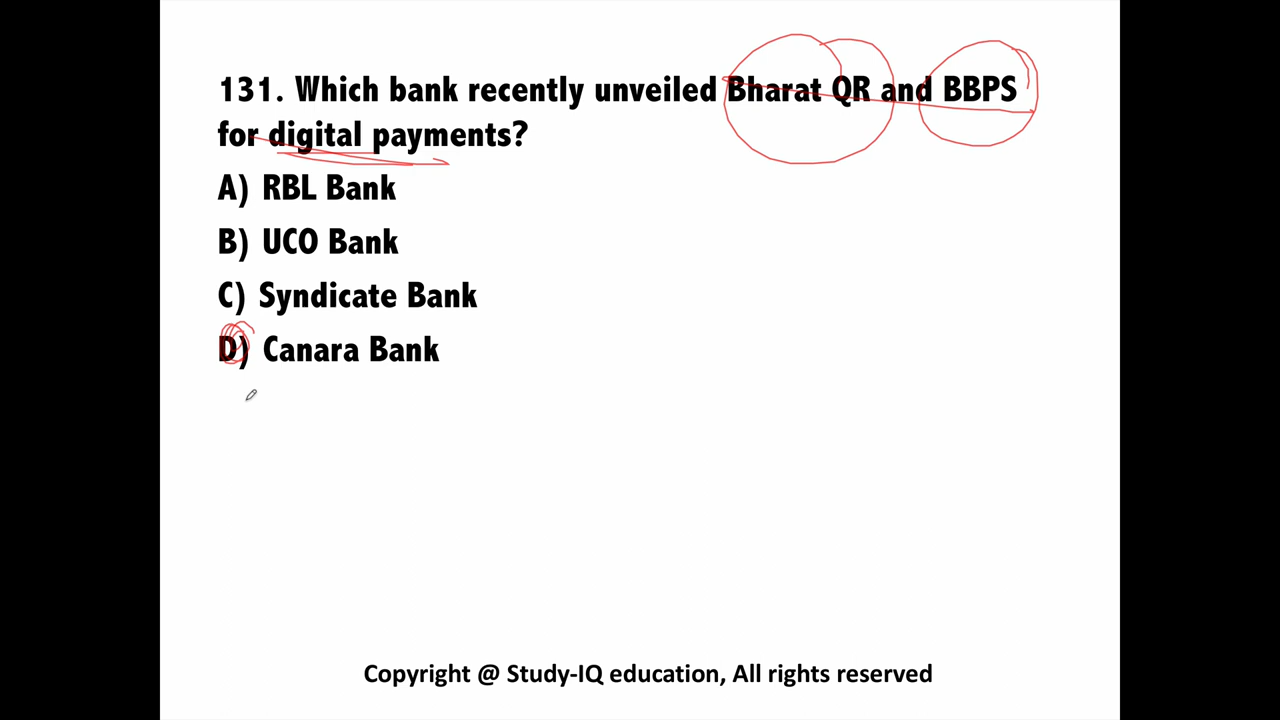 131. Which bank recently unveiled Bharat QR and BBPS
for digital payments?
A) RBL Bank
B) UCO Bank
C) Syndicate Bank
D) Canara Bank
Copyright @ Study-IQ education, All rights reserved